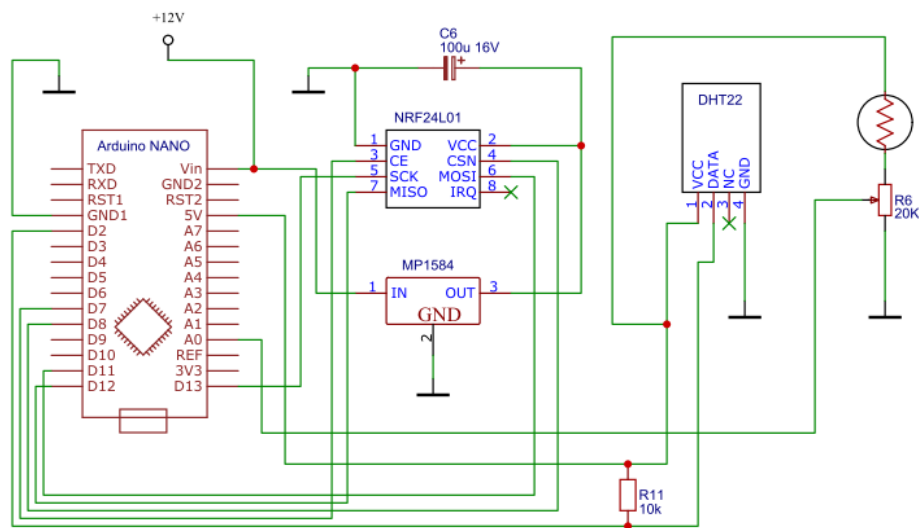 +12V
C6
100u 16V
DHT22
NRF24L01
Arduino NANO
1 GND VCC 2
3 CE CSN 4
5 SCK MOSI 6
7 MISO IRQ 8
TXD Vin
RXD GND2
RST1 RST2
GND1 5V
D2 A7
D3 A6
D4 A5
D5 A4
D6 A3
D7 A2
D8 A1
D9 A0
D10 REF
D11 3V3
D12 D13
VCC
DATA
NC
GND
1 2 3 4
R6
20K
MP1584
1 IN OUT 3
GND
2
R11
10k